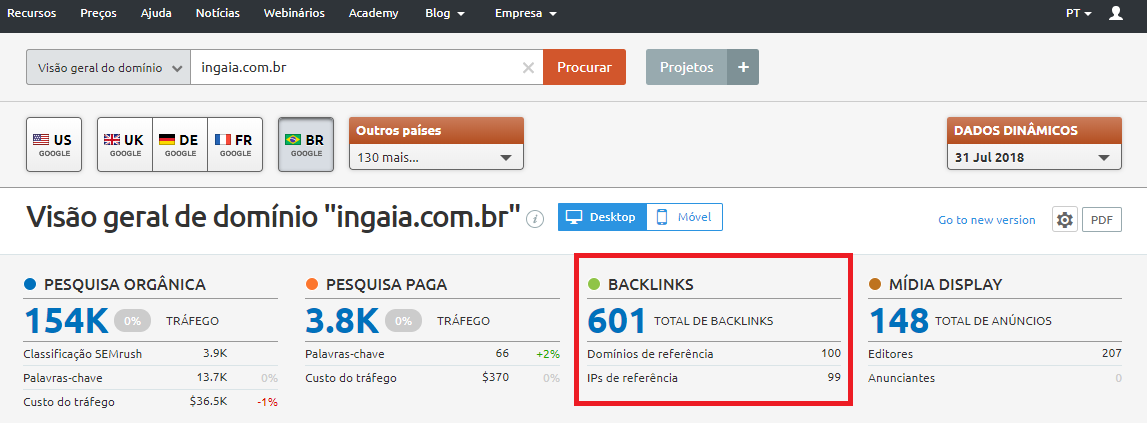 Recursos Preços Ajuda Notícias Webinários Academy Blog Empresa PT
Visão geral do domínio ingaia.com.br × Procurar Projetos +
US GOOGLE UK GOOGLE DE GOOGLE FR GOOGLE BR GOOGLE
Outros países
130 mais...
DADOS DINÂMICOS
31 Jul 2018
Visão geral de domínio "ingaia.com.br" i Desktop Móvel Go to new version PDF
PESQUISA ORGÂNICA
154K 0% TRÁFEGO
Classificação SEMrush 3.9K
Palavras-chave 13.7K 0%
Custo do tráfego $36.5K -1%
PESQUISA PAGA
3.8K 0% TRÁFEGO
Palavras-chave 66 +2%
Custo do tráfego $370 0%
BACKLINKS
601 TOTAL DE BACKLINKS
Domínios de referência 100
IPs de referência 99
MÍDIA DISPLAY
148 TOTAL DE ANÚNCIOS
Editores 207
Anunciantes 0